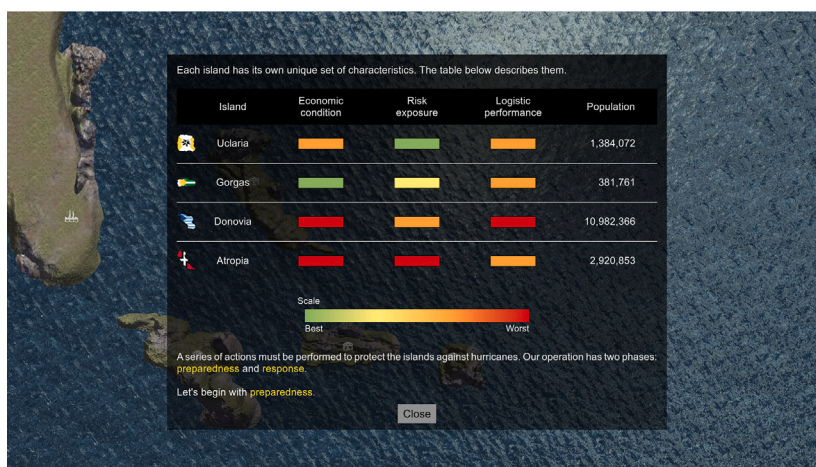 Each island has its own unique set of characteristics. The table below describes them.
Island Economic condition Risk exposure Logistic performance Population
Uclaria 1,384,072
Gorgas 381,761
Donovia 10,982,366
Atropia 2,920,853
Scale
Best Worst
A series of actions must be performed to protect the islands against hurricanes. Our operation has two phases:
preparedness and response.
Let's begin with preparedness.
Close